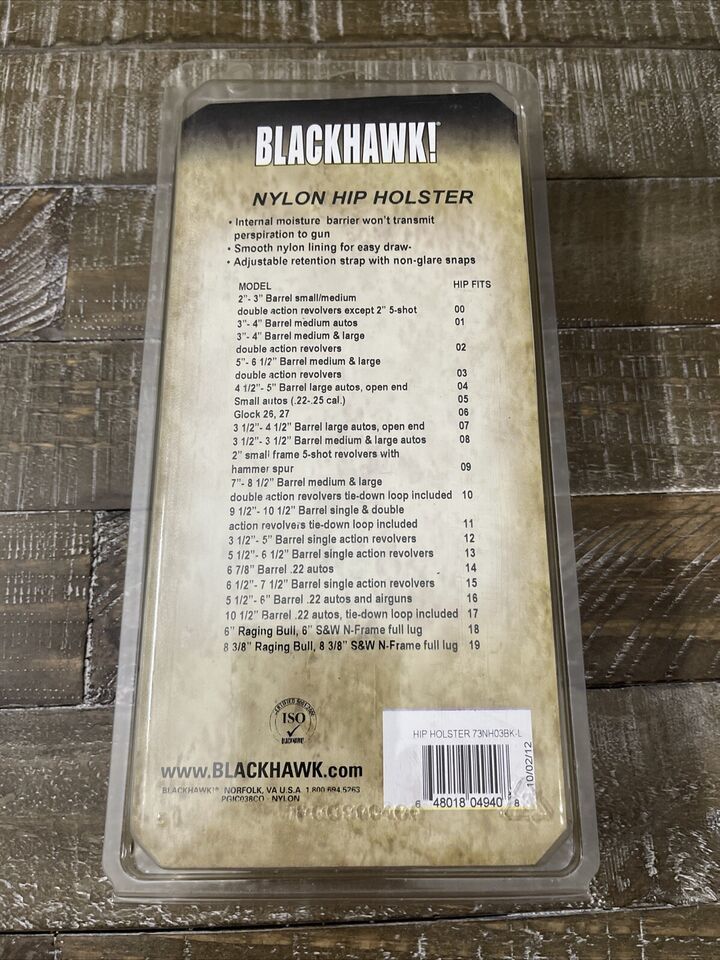 BLACKHAWK!®
NYLON HIP HOLSTER
• Internal moisture barrier won't transmit
perspiration to gun
• Smooth nylon lining for easy draw-
• Adjustable retention strap with non-glare snaps
MODEL HIP FITS
2"- 3" Barrel small/medium
double action revolvers except 2" 5-shot 00
3"- 4" Barrel medium autos 01
3"- 4" Barrel medium & large
double action revolvers 02
5"- 6 1/2" Barrel medium & large
double action revolvers 03
4 1/2"- 5" Barrel large autos, open end 04
Small autos (.22-.25 cal.) 05
Glock 26, 27 06
3 1/2"- 4 1/2" Barrel large autos, open end 07
3 1/2"- 3 1/2" Barrel medium & large autos 08
2" small frame 5-shot revolvers with
hammer spur 09
7"- 8 1/2" Barrel medium & large
double action revolvers tie-down loop included 10
9 1/2"- 10 1/2" Barrel single & double
action revolvers tie-down loop included 11
3 1/2"- 5" Barrel single action revolvers 12
5 1/2"- 6 1/2" Barrel single action revolvers 13
6 7/8" Barrel .22 autos 14
6 1/2"- 7 1/2" Barrel single action revolvers 15
5 1/2"- 6" Barrel .22 autos and airguns 16
10 1/2" Barrel .22 autos, tie-down loop included 17
6" Raging Bull, 6" S&W N-Frame full lug 18
8 3/8" Raging Bull, 8 3/8" S&W N-Frame full lug 19
ISO
BLACKHAWK!
HIP HOLSTER 73NH03BK-L
10/02/12
6 48018 04940 8
www.BLACKHAWK.com
BLACKHAWK!® NORFOLK, VA U.S.A 1.800.694.5263
PGIC038CO - NYLON